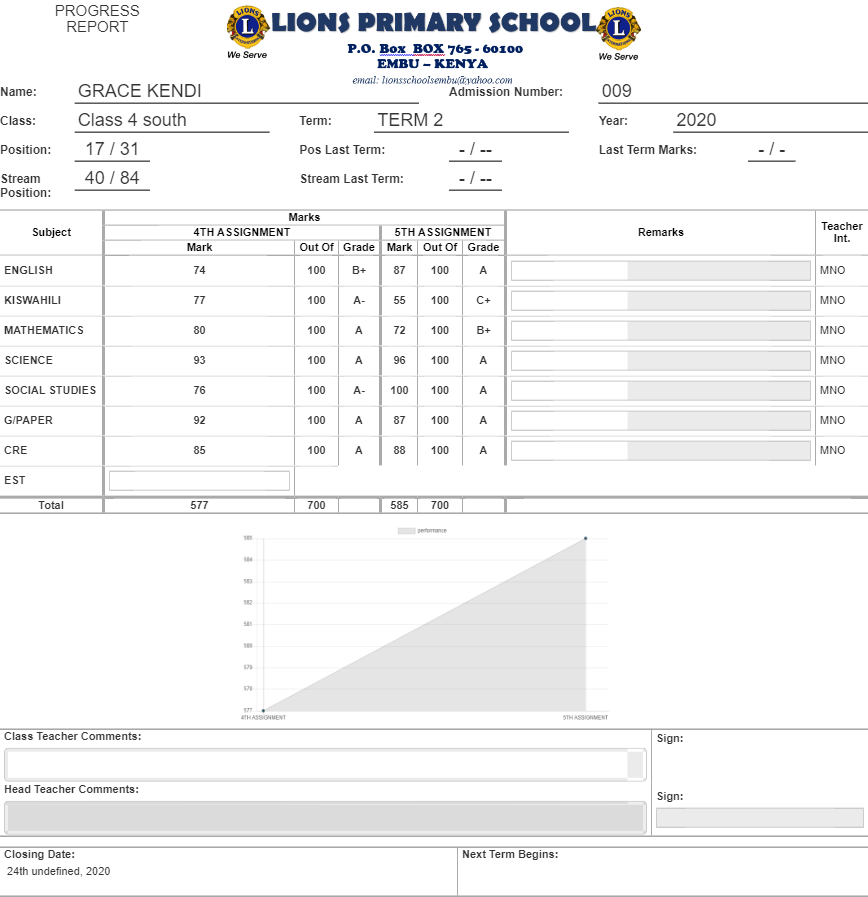 PROGRESS
REPORT
LIONS PRIMARY SCHOOL
We Serve
We Serve
P.O. Box BOX 765 - 60100
EMBU – KENYA
email: lionsschoolsembu@yahoo.com
Name: GRACE KENDI Admission Number: 009
Class: Class 4 south Term: TERM 2 Year: 2020
Position: 17 / 31 Pos Last Term: - / -- Last Term Marks: - / -
Stream Position: 40 / 84 Stream Last Term: - / --
Subject Marks Remarks Teacher Int.
4TH ASSIGNMENT 5TH ASSIGNMENT
Mark Out Of Grade Mark Out Of Grade
ENGLISH 74 100 B+ 87 100 A MNO
KISWAHILI 77 100 A- 55 100 C+ MNO
MATHEMATICS 80 100 A 72 100 B+ MNO
SCIENCE 93 100 A 96 100 A MNO
SOCIAL STUDIES 76 100 A- 100 100 A MNO
G/PAPER 92 100 A 87 100 A MNO
CRE 85 100 A 88 100 A MNO
EST
Total 577 700 585 700
performance
585
584
583
582
581
580
579
578
577
4TH ASSIGNMENT 5TH ASSIGNMENT
Class Teacher Comments: Sign:
Head Teacher Comments:
Sign:
Closing Date: Next Term Begins:
24th undefined, 2020